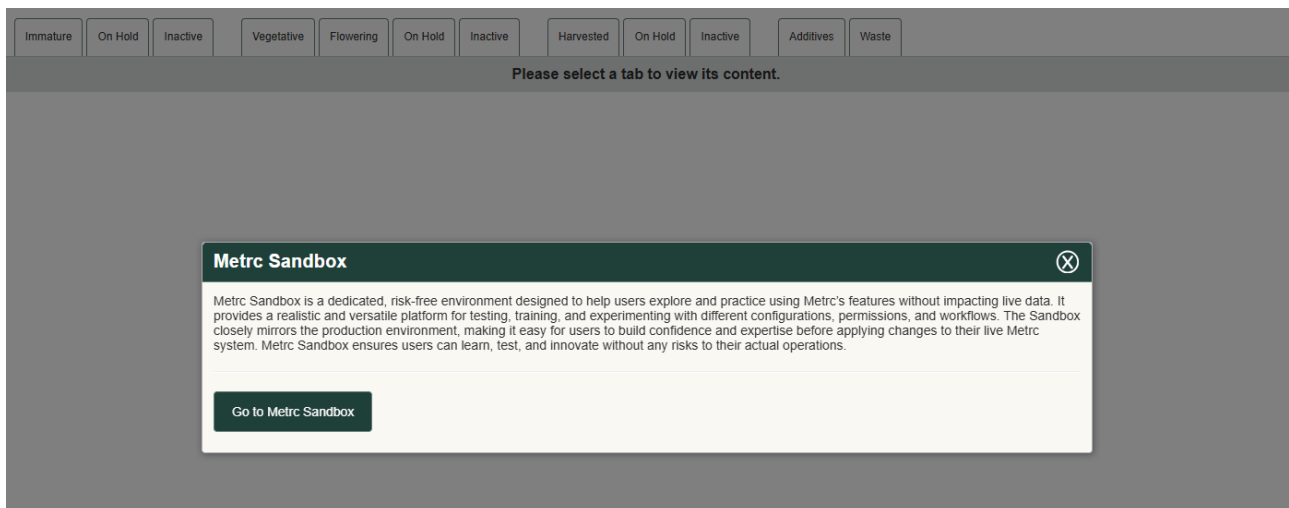 Immature On Hold Inactive Vegetative Flowering On Hold Inactive Harvested On Hold Inactive Additives Waste
Please select a tab to view its content.
Metrc Sandbox
Metrc Sandbox is a dedicated, risk-free environment designed to help users explore and practice using Metrc's features without impacting live data. It
provides a realistic and versatile platform for testing, training, and experimenting with different configurations, permissions, and workflows. The Sandbox
closely mirrors the production environment, making it easy for users to build confidence and expertise before applying changes to their live Metrc
system. Metrc Sandbox ensures users can learn, test, and innovate without any risks to their actual operations.
Go to Metrc Sandbox